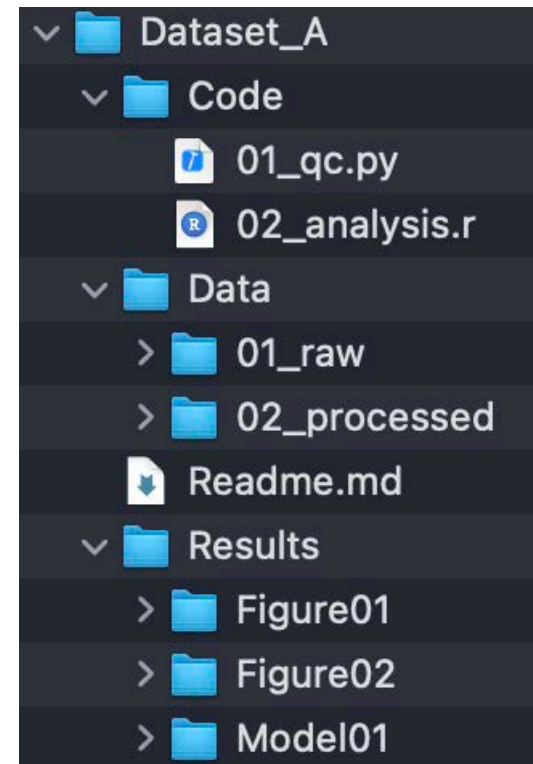 Dataset_A
Code
01_qc.py
02_analysis.r
Data
01_raw
02_processed
Readme.md
Results
Figure01
Figure02
Model01